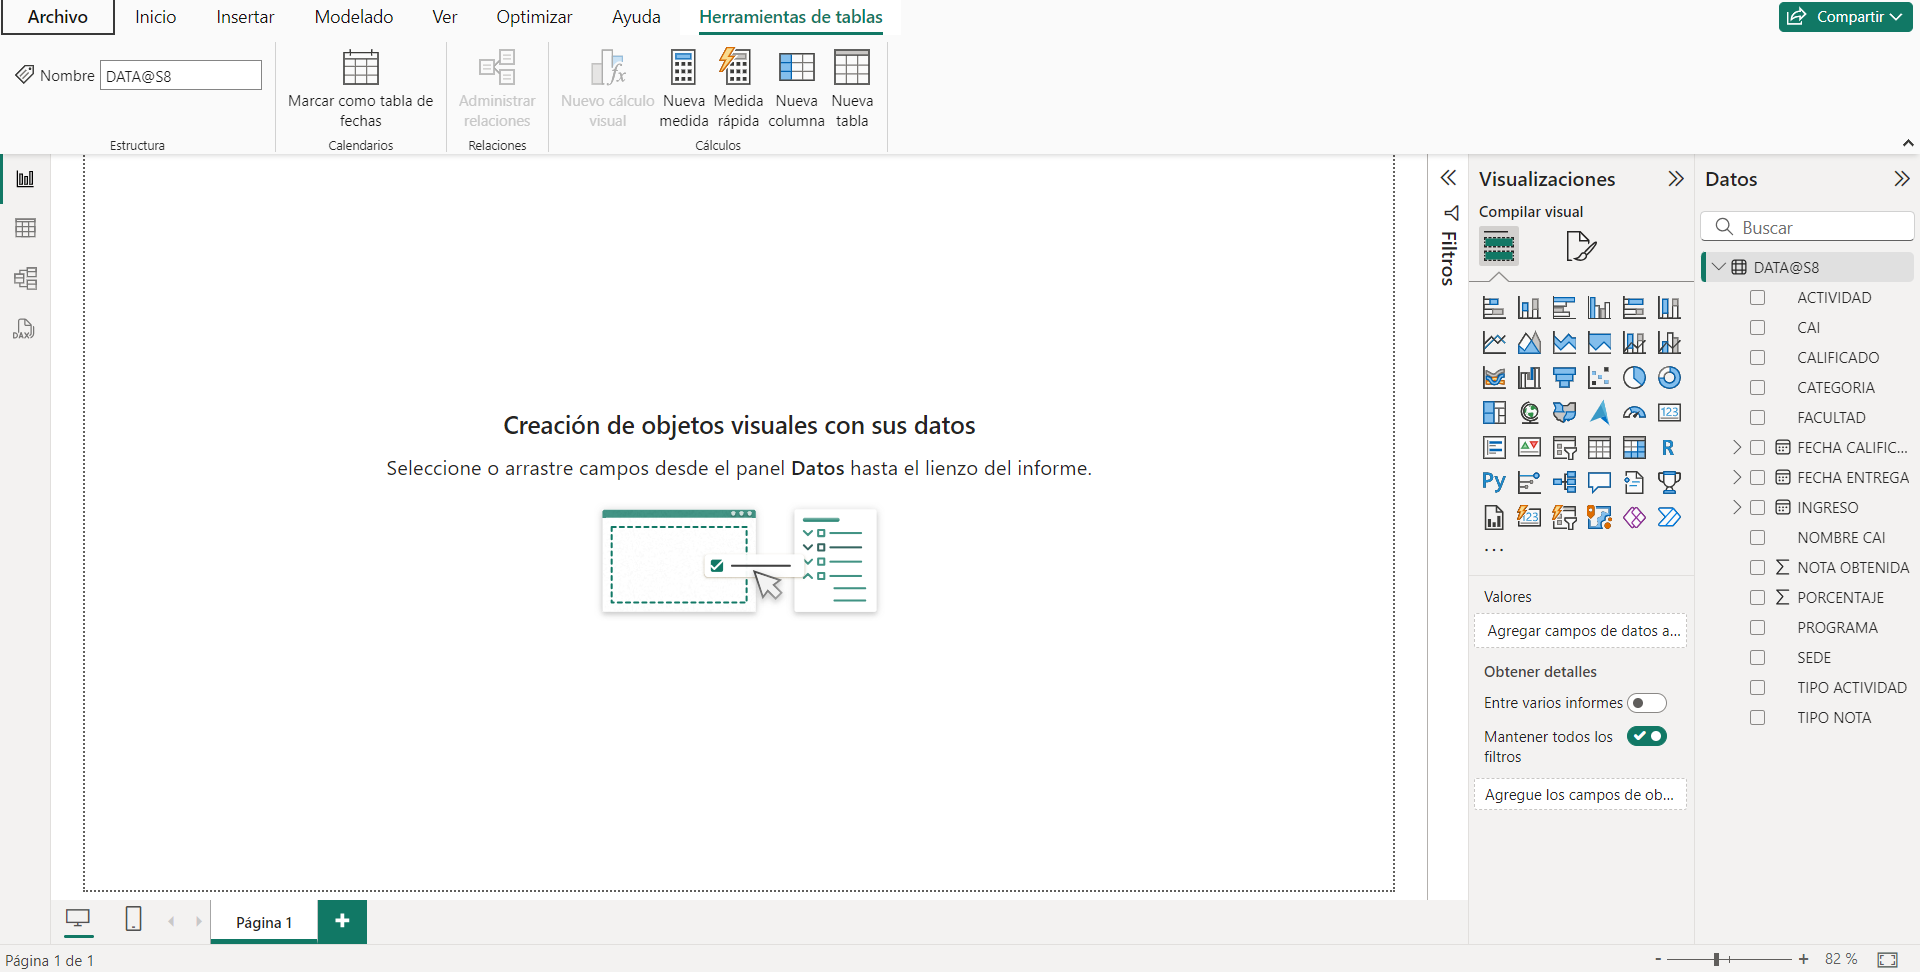 Archivo Inicio Insertar Modelado Ver Optimizar Ayuda Herramientas de tablas Compartir
Nombre DATA@S8
Estructura
Marcar como tabla de
fechas
Calendarios
Administrar
relaciones
Relaciones
Nuevo cálculo
visual
Nueva
medida
Medida
rápida
Nueva
columna
Nueva
tabla
Cálculos
DAX
Creación de objetos visuales con sus datos
Seleccione o arrastre campos desde el panel Datos hasta el lienzo del informe.
Filtros
Visualizaciones
Compilar visual
123
R
Py
123
...
Valores
Agregar campos de datos a...
Obtener detalles
Entre varios informes
Mantener todos los
filtros
Agregue los campos de ob...
Datos
Buscar
DATA@S8
ACTIVIDAD
CAI
CALIFICADO
CATEGORIA
FACULTAD
FECHA CALIFIC...
FECHA ENTREGA
INGRESO
NOMBRE CAI
∑ NOTA OBTENIDA
∑ PORCENTAJE
PROGRAMA
SEDE
TIPO ACTIVIDAD
TIPO NOTA
Página 1 +
Página 1 de 1
- + 82 %